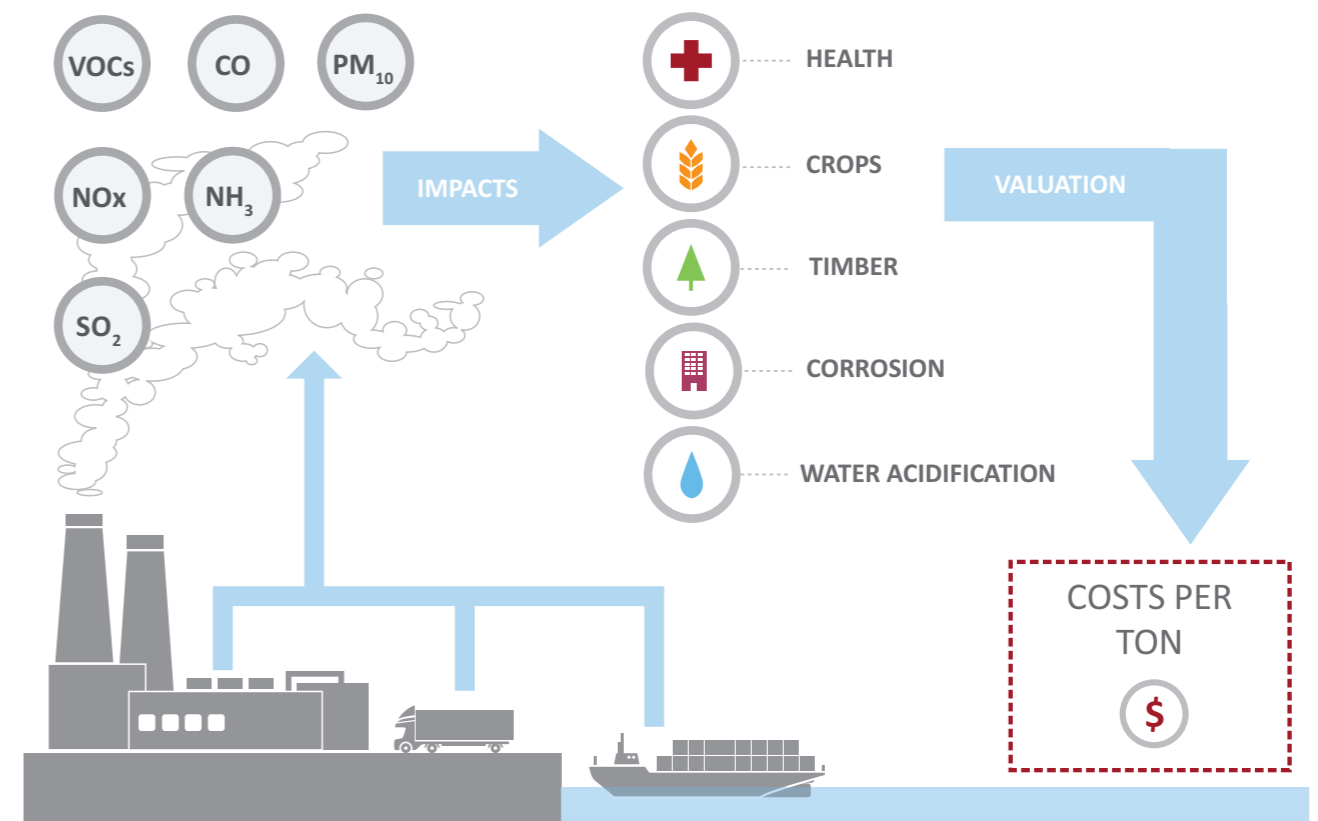 VOCs
CO
PM10
NOx
NH3
SO2
IMPACTS
HEALTH
CROPS
TIMBER
CORROSION
WATER ACIDIFICATION
VALUATION
COSTS PER
TON
$